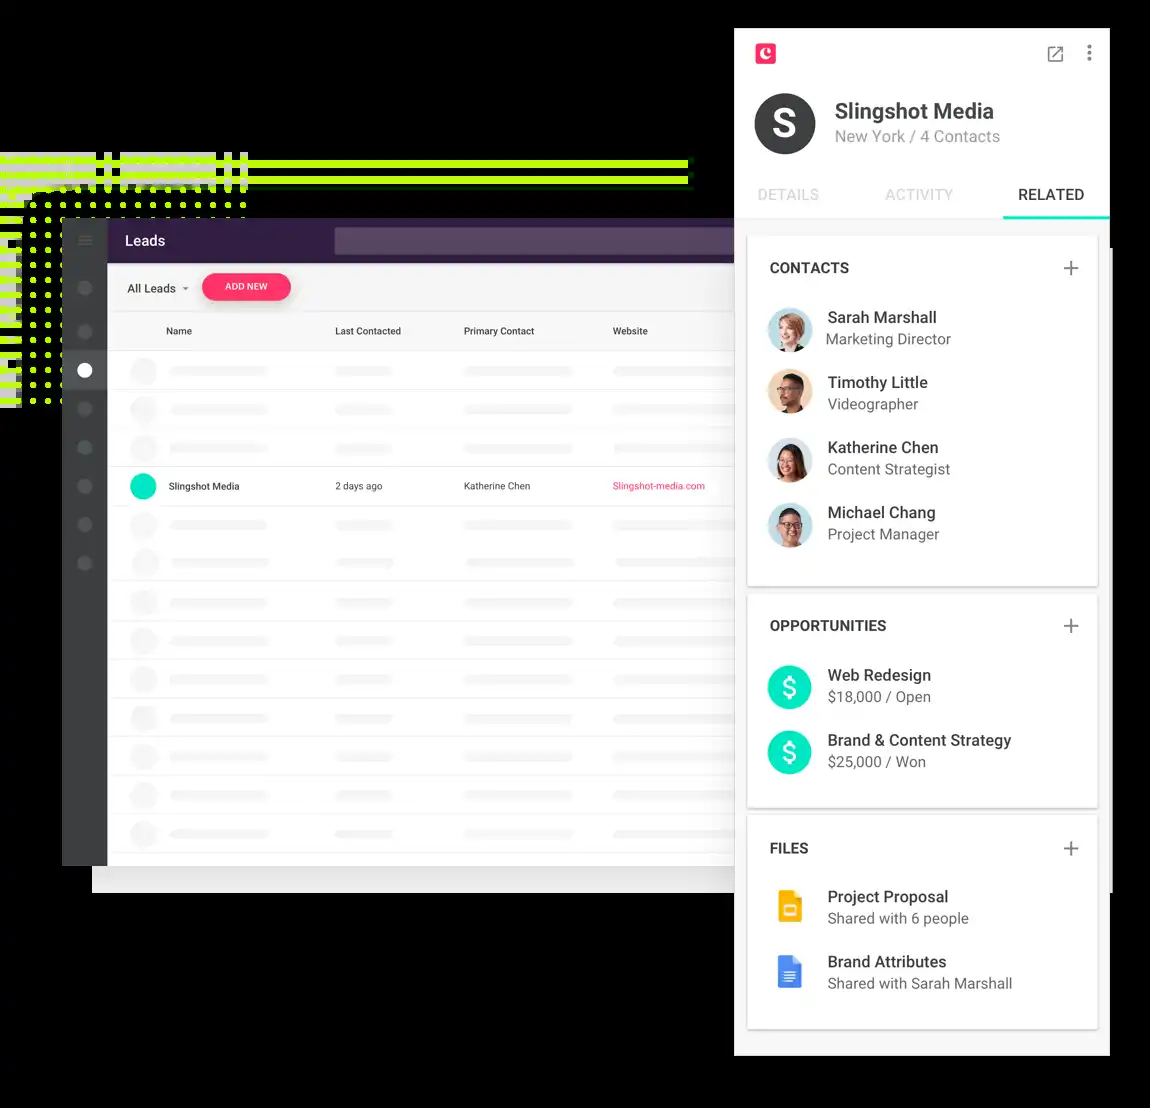 Leads
All Leads
ADD NEW
Name
Last Contacted
Primary Contact
Website
Slingshot Media
2 days ago
Katherine Chen
Slingshot-media.com
S
Slingshot Media
New York / 4 Contacts
DETAILS
ACTIVITY
RELATED
CONTACTS
Sarah Marshall
Marketing Director
Timothy Little
Videographer
Katherine Chen
Content Strategist
Michael Chang
Project Manager
OPPORTUNITIES
$
Web Redesign
$18,000 / Open
$
Brand & Content Strategy
$25,000 / Won
FILES
Project Proposal
Shared with 6 people
Brand Attributes
Shared with Sarah Marshall